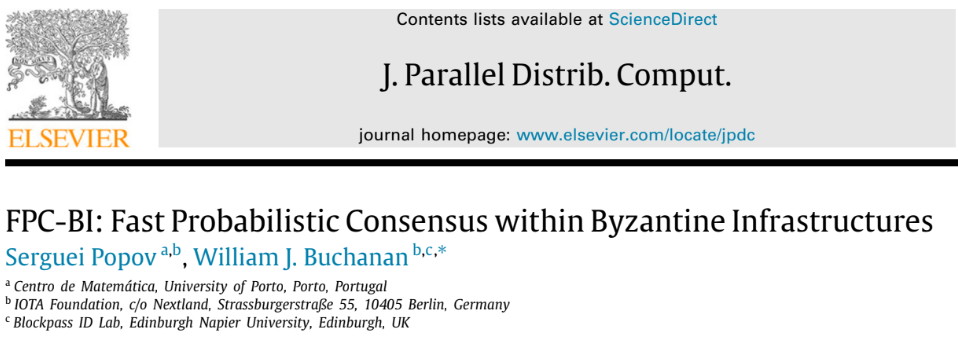 Contents lists available at ScienceDirect
J. Parallel Distrib. Comput.
journal homepage: www.elsevier.com/locate/jpdc
ELSEVIER
FPC-BI: Fast Probabilistic Consensus within Byzantine Infrastructures
Serguei Popov a,b, William J. Buchanan b,c,*
a Centro de Matemática, University of Porto, Porto, Portugal
b IOTA Foundation, c/o Nextland, Strassburgerstraße 55, 10405 Berlin, Germany
c Blockpass ID Lab, Edinburgh Napier University, Edinburgh, UK